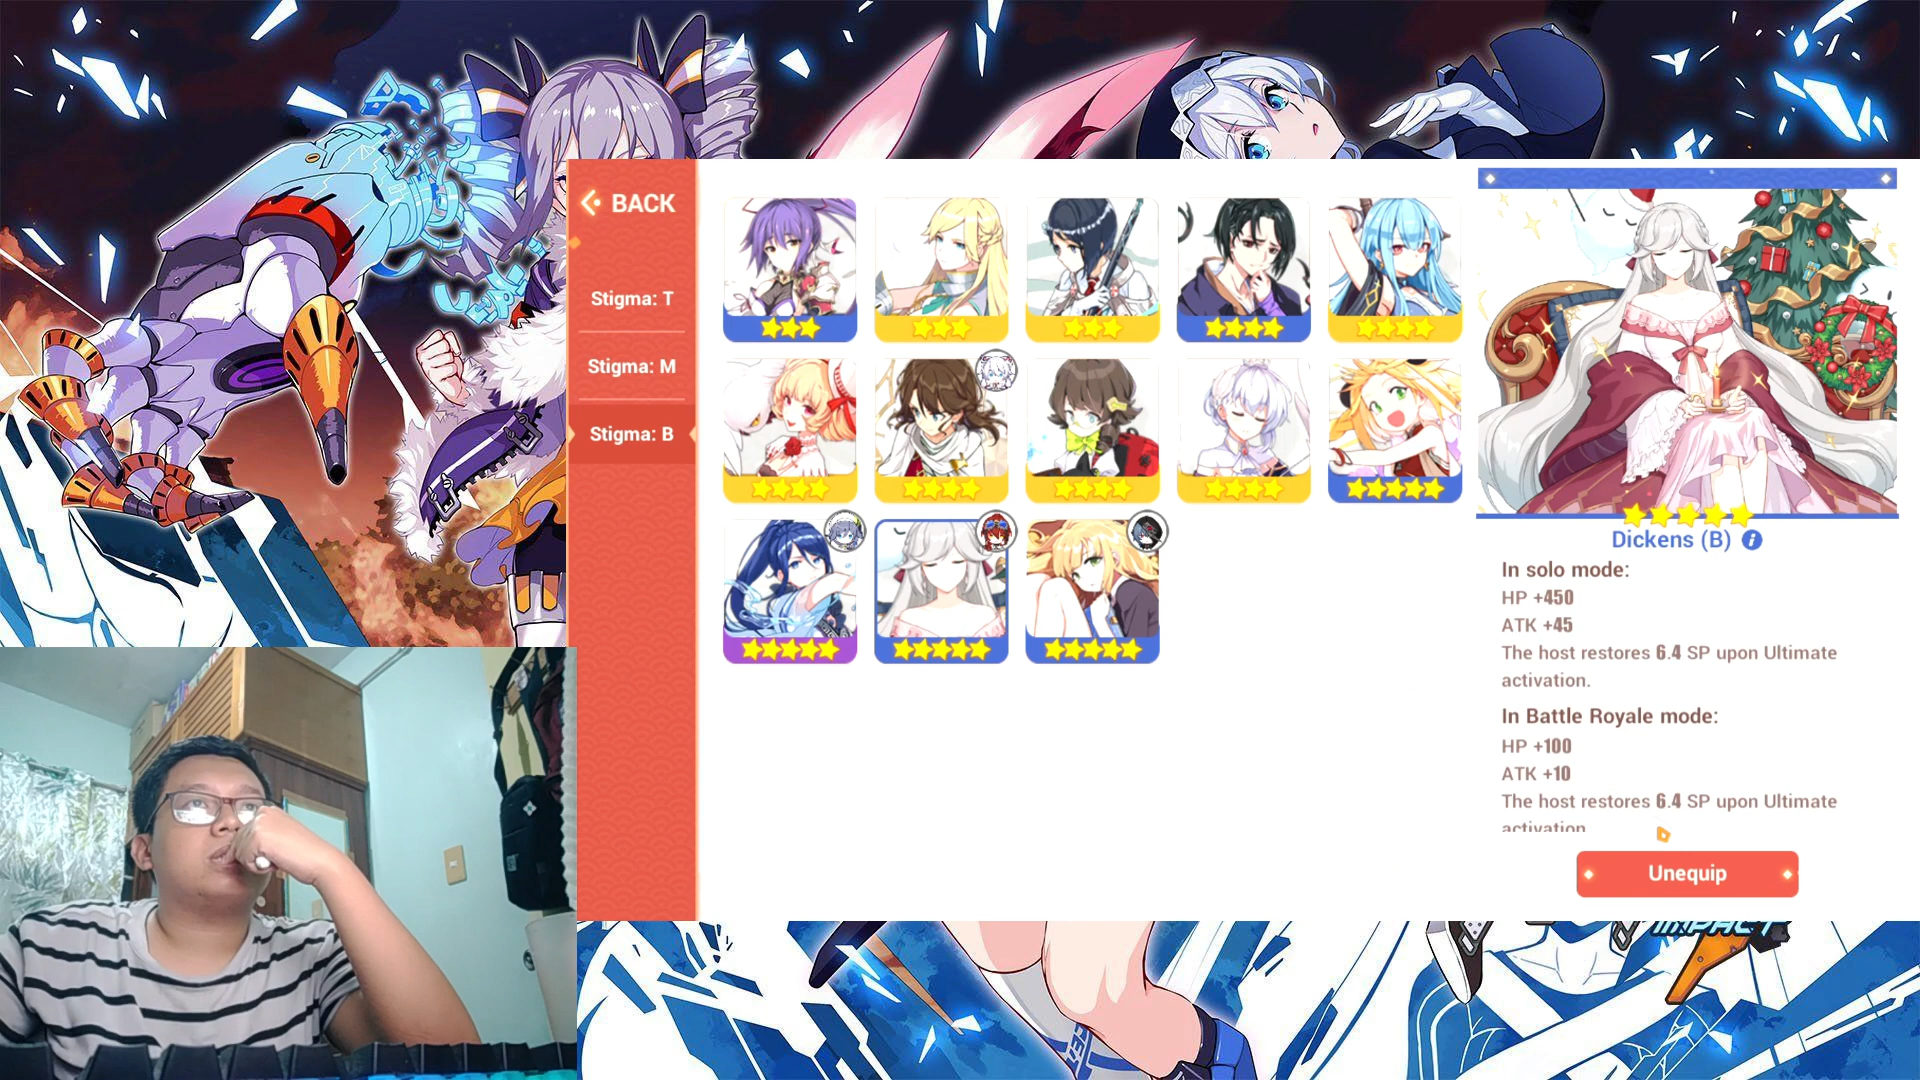 BACK
Stigma: T
Stigma: M
Stigma: B
Dickens (B)
In solo mode:
HP +450
ATK +45
The host restores 6.4 SP upon Ultimate
activation.
In Battle Royale mode:
HP +100
ATK +10
The host restores 6.4 SP upon Ultimate
activation.
Unequip
IMPACT